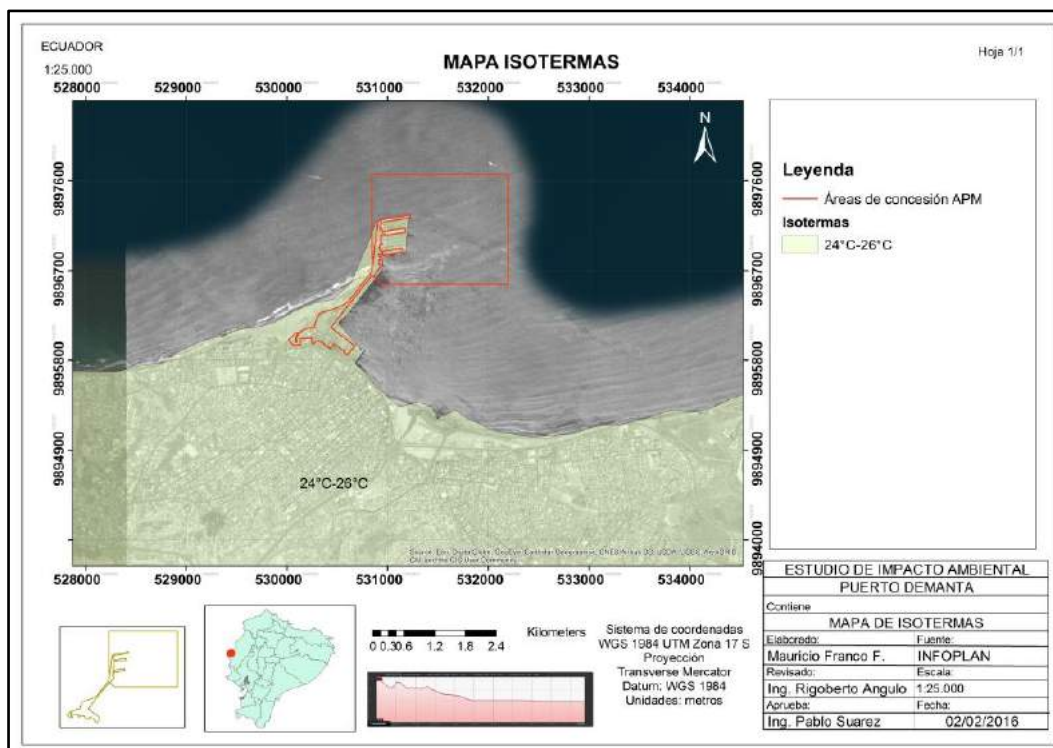 ECUADOR
1:25.000
MAPA ISOTERMAS
Hoja 1/1
528000 529000 530000 531000 532000 533000 534000
N
9897600 9897600
9896700 9896700
9895800 9895800
9894900 9894900
9894000
24°C-26°C
528000 529000 530000 531000 532000 533000 534000
Leyenda
Áreas de concesión APM
Isotermas
24°C-26°C
Kilometers
0 0.30.6 1.2 1.8 2.4
Sistema de coordenadas
WGS 1984 UTM Zona 17 S
Proyección
Transverse Mercator
Datum: WGS 1984
Unidades: metros
ESTUDIO DE IMPACTO AMBIENTAL
PUERTO DEMANTA
Contiene
MAPA DE ISOTERMAS
Elaborado: Fuente:
Mauricio Franco F. INFOPLAN
Revisado: Escala:
Ing. Rigoberto Angulo 1:25.000
Aprueba: Fecha:
Ing. Pablo Suarez 02/02/2016